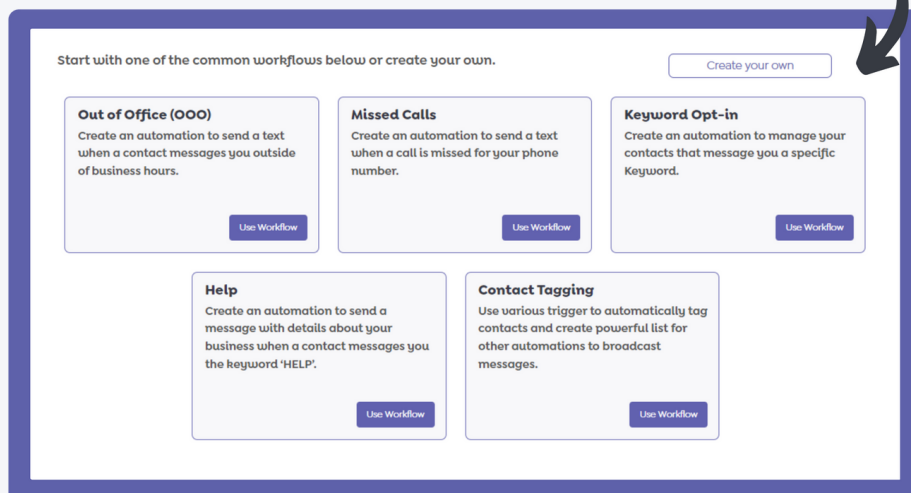 Start with one of the common workflows below or create your own.
Create your own
Out of Office (OOO)
Create an automation to send a text
when a contact messages you outside
of business hours.
Use Workflow
Missed Calls
Create an automation to send a text
when a call is missed for your phone
number.
Use Workflow
Keyword Opt-in
Create an automation to manage your
contacts that message you a specific
Keyword.
Use Workflow
Help
Create an automation to send a
message with details about your
business when a contact messages you
the keyword ‘HELP’.
Use Workflow
Contact Tagging
Use various trigger to automatically tag
contacts and create powerful list for
other automations to broadcast
messages.
Use Workflow